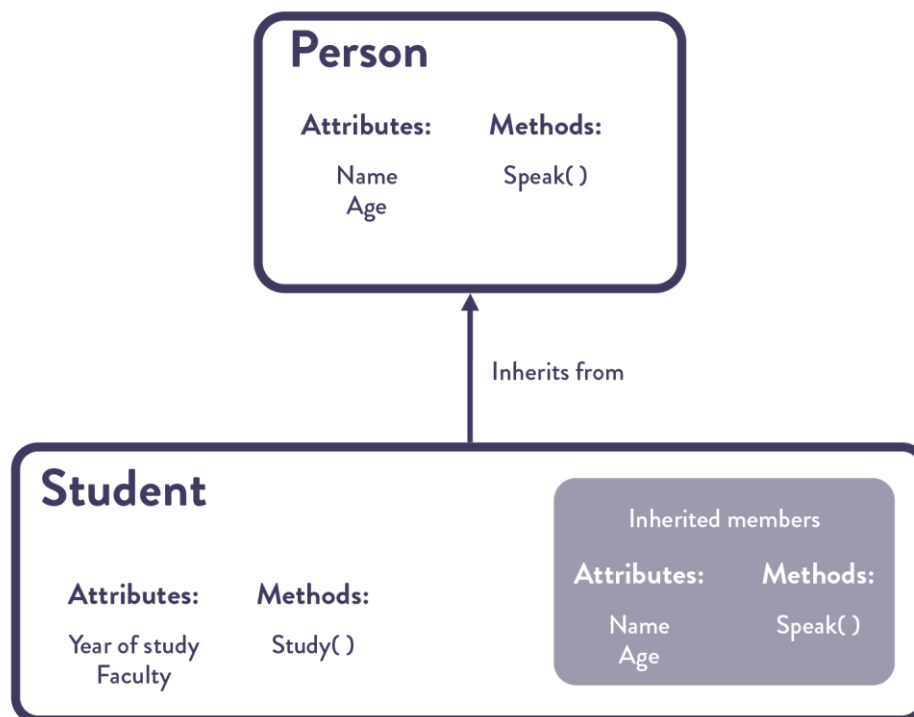 Person
Attributes: Methods:
Name Speak( )
Age
Inherits from
Student
Inherited members
Attributes: Methods:
Name Speak( )
Age
Attributes: Methods:
Year of study Study( )
Faculty